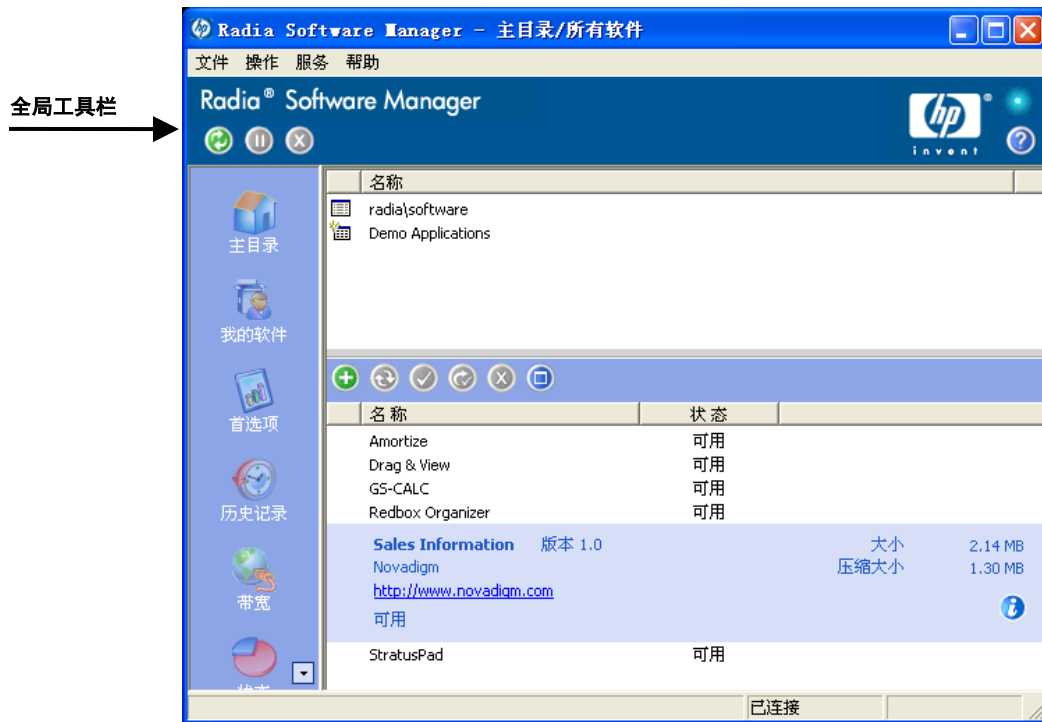 全局工具栏
Radia Software Manager - 主目录/所有软件
文件 操作 服务 帮助
Radia® Software Manager
hp®
invent
名称
radia\software
Demo Applications
主目录
我的软件
首选项
历史记录
带宽
状态
名称 状态
Amortize 可用
Drag & View 可用
GS-CALC 可用
Redbox Organizer 可用
Sales Information 版本 1.0 大小 2.14 MB
Novadigm 压缩大小 1.30 MB
http://www.novadigm.com
可用
StratusPad 可用
已连接